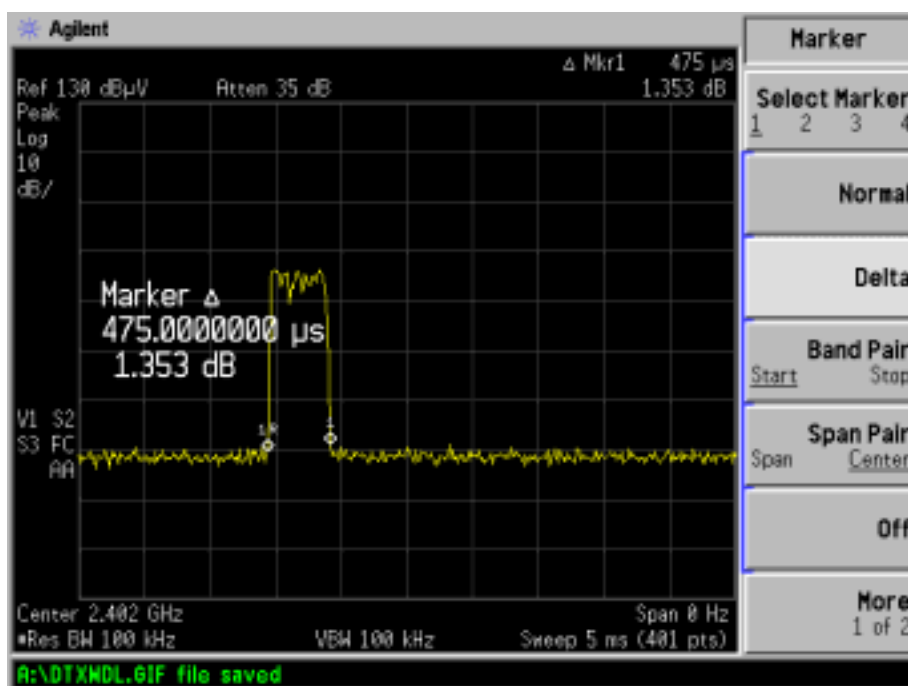 Agilent
Δ Mkr1 475 µs
Ref 130 dBµV Atten 35 dB 1.353 dB
Peak
Log
10
dB/
Marker Δ
475.0000000 µs
1.353 dB
1R
1
V1 S2
S3 FC
AA
Center 2.402 GHz Span 0 Hz
*Res BW 100 kHz VBW 100 kHz Sweep 5 ms (401 pts)
A:\DTXMDL.GIF file saved
Marker
Select Marker
1 2 3 4
Normal
Delta
Band Pair
Start Stop
Span Pair
Span Center
Off
More
1 of 2